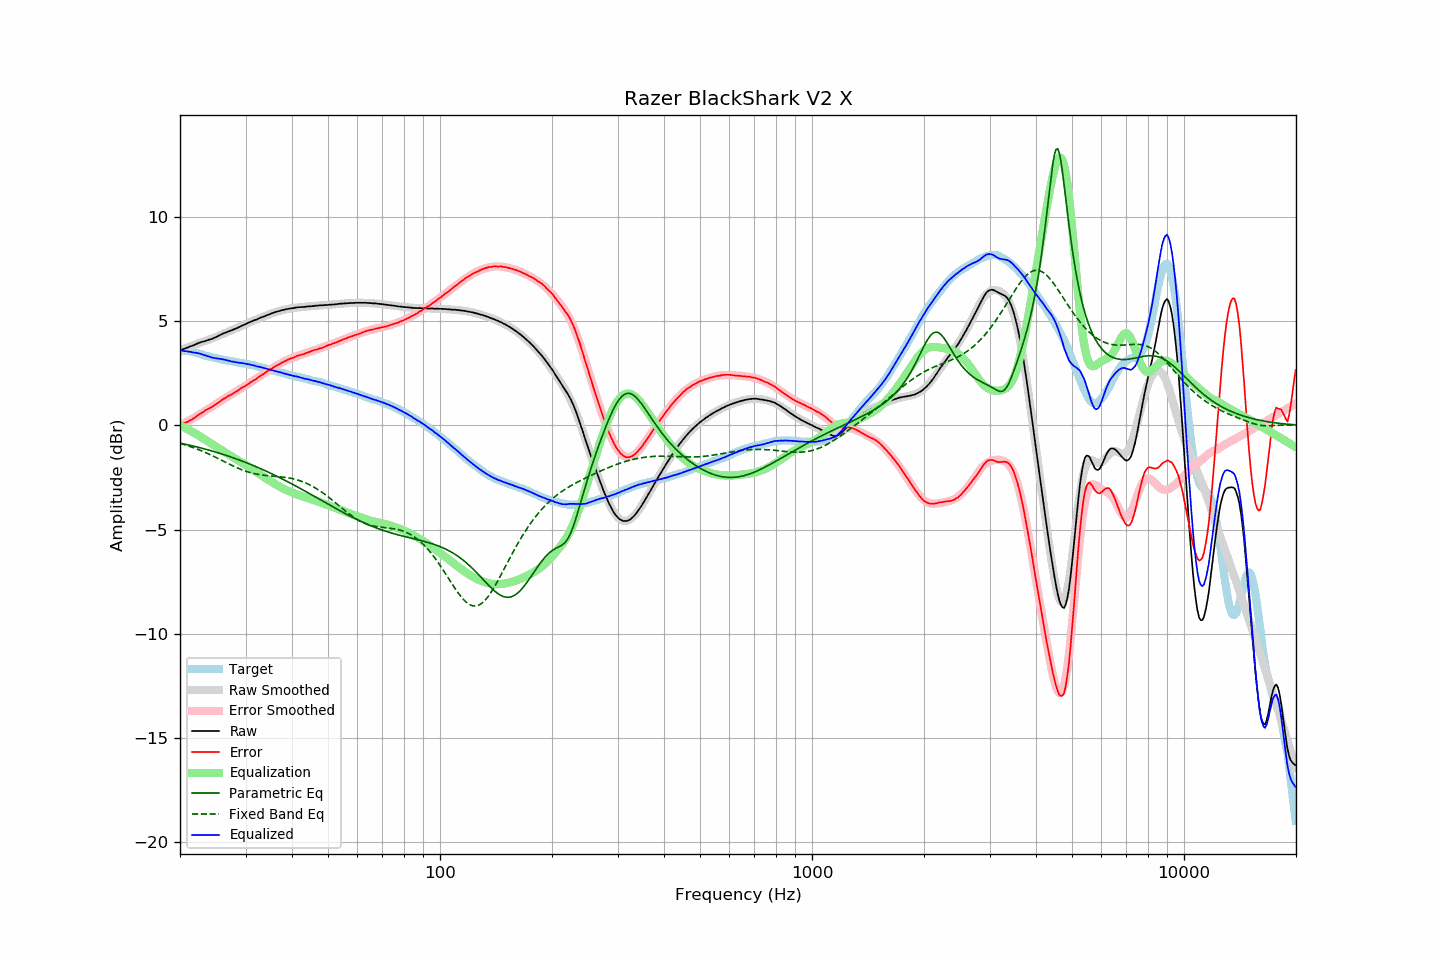 Razer BlackShark V2 X
Amplitude (dBr)
10
5
0
−5
−10
−15
−20
Target
Raw Smoothed
Error Smoothed
Raw
Error
Equalization
Parametric Eq
Fixed Band Eq
Equalized
100
1000
10000
Frequency (Hz)